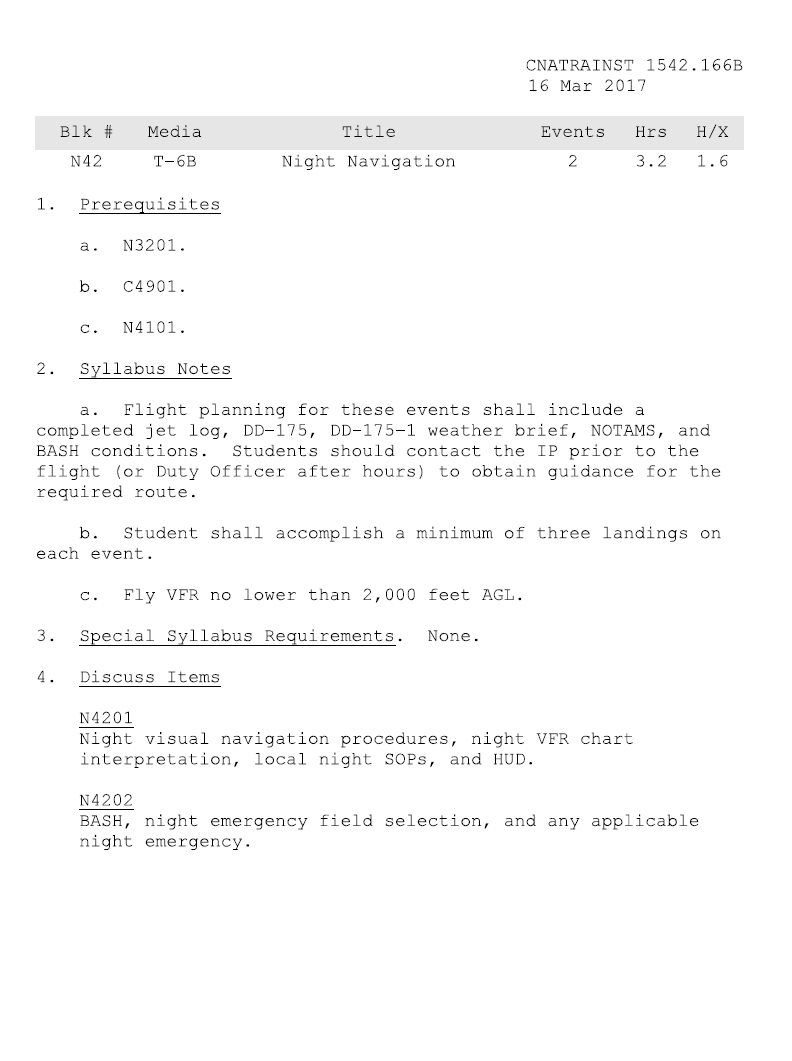 CNATRAINST 1542.166B
16 Mar 2017
Blk # Media Title Events Hrs H/X
N42 T-6B Night Navigation 2 3.2 1.6
1. Prerequisites
a. N3201.
b. C4901.
c. N4101.
2. Syllabus Notes
a. Flight planning for these events shall include a
completed jet log, DD-175, DD-175-1 weather brief, NOTAMS, and
BASH conditions. Students should contact the IP prior to the
flight (or Duty Officer after hours) to obtain guidance for the
required route.
b. Student shall accomplish a minimum of three landings on
each event.
c. Fly VFR no lower than 2,000 feet AGL.
3. Special Syllabus Requirements. None.
4. Discuss Items
N4201
Night visual navigation procedures, night VFR chart
interpretation, local night SOPs, and HUD.
N4202
BASH, night emergency field selection, and any applicable
night emergency.